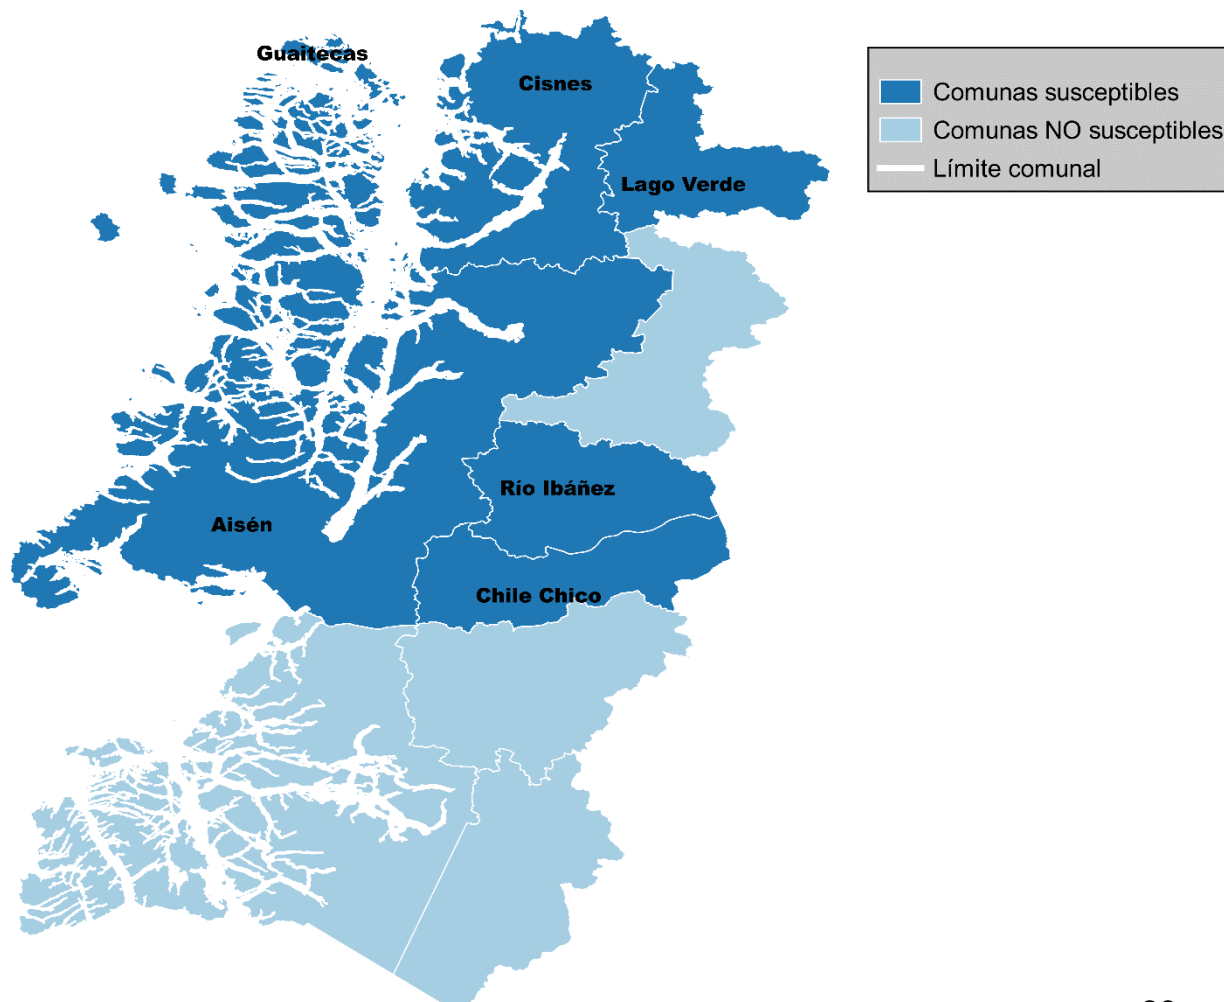 Guaitecas
Cisnes
Lago Verde
Río Ibáñez
Aisén
Chile Chico
Comunas susceptibles
Comunas NO susceptibles
Límite comunal